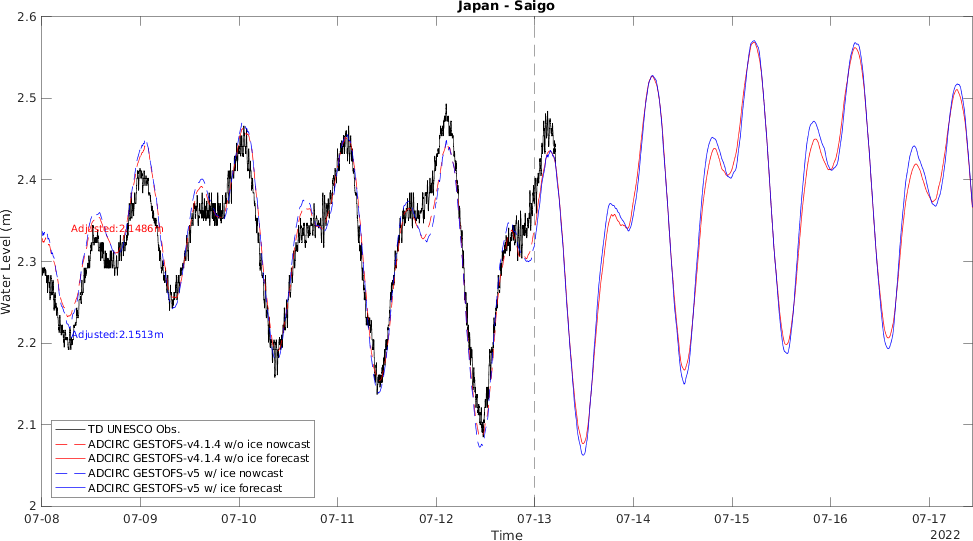 Japan - Saigo
2.6
2.5
2.4
2.3
2.2
2.1
2
Water Level (m)
Adjusted:2.1486m
Adjusted:2.1513m
TD UNESCO Obs.
ADCIRC GESTOFS-v4.1.4 w/o ice nowcast
ADCIRC GESTOFS-v4.1.4 w/o ice forecast
ADCIRC GESTOFS-v5 w/ ice nowcast
ADCIRC GESTOFS-v5 w/ ice forecast
07-08 07-09 07-10 07-11 07-12 07-13 07-14 07-15 07-16 07-17
Time
2022